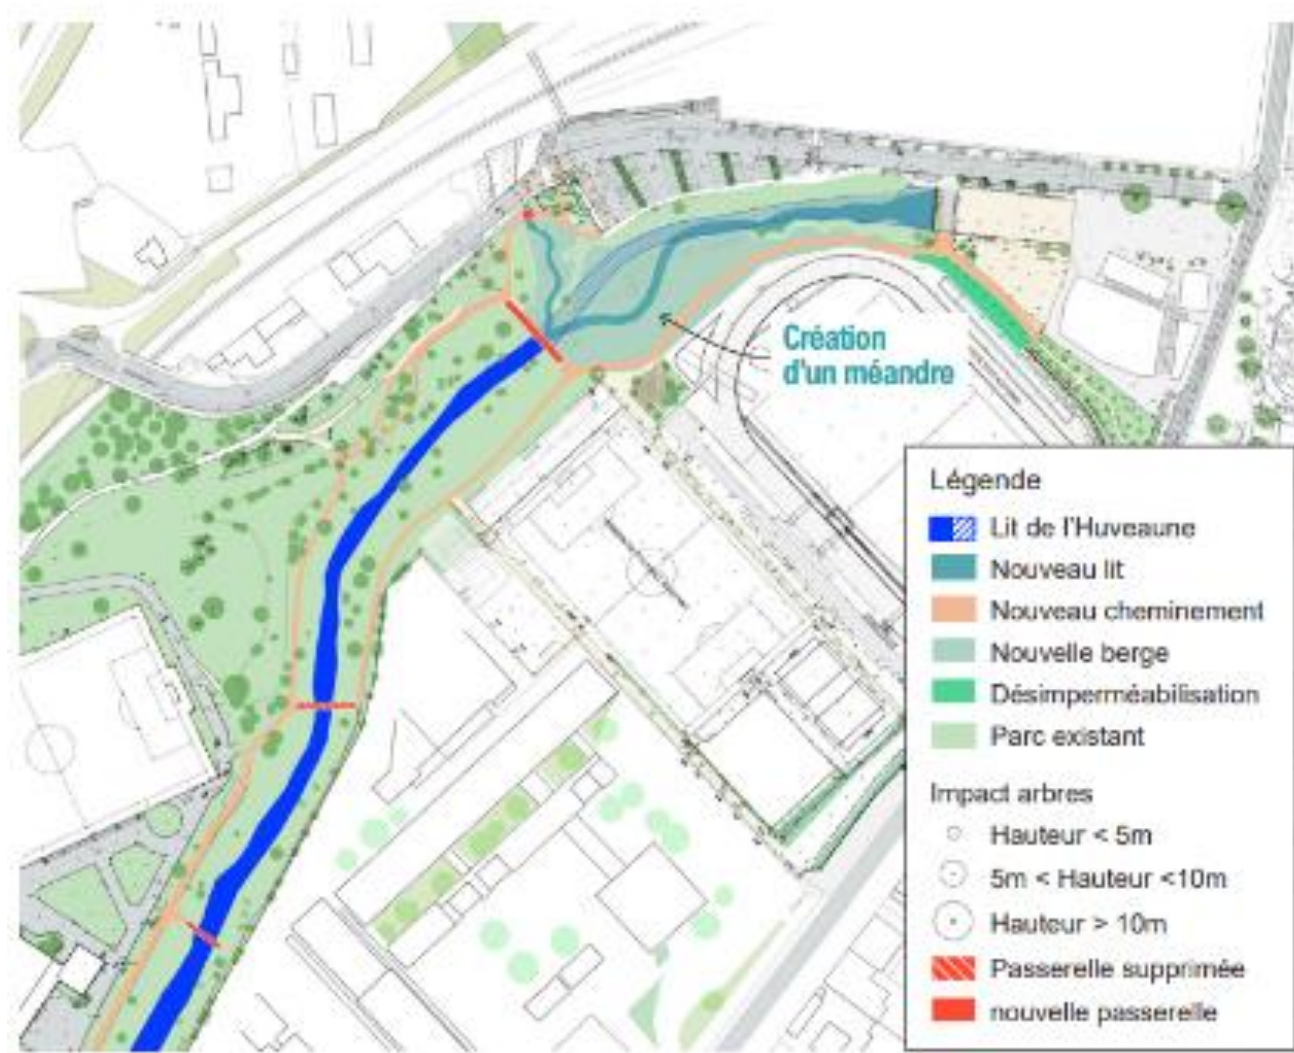 Création
d'un méandre
Légende
Lit de l'Huveaune
Nouveau lit
Nouveau cheminement
Nouvelle berge
Désimperméabilisation
Parc existant
Impact arbres
Hauteur < 5m
5m < Hauteur <10m
Hauteur > 10m
Passerelle supprimée
nouvelle passerelle